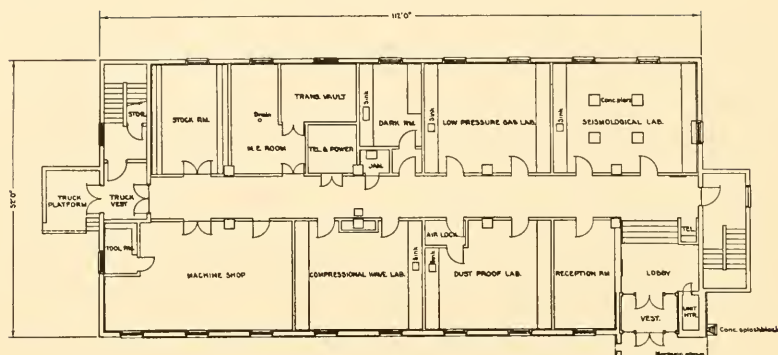 112'0"
52'0"
STOR.
STOCK RM.
Drain
M.E. ROOM
TRANS. VAULT
TEL. & POWER
Sink
DARK RM.
JAN.
Sink
LOW PRESSURE GAS LAB.
Sink
Conc. piers
SEISMOLOGICAL LAB.
TRUCK
PLATFORM
TRUCK
VEST.
TOOL RM.
MACHINE SHOP
COMPRESSIONAL WAVE LAB.
Sink
AIR LOCK
Sink
DUST PROOF LAB.
RECEPTION RM.
TEL.
LOBBY
VEST.
UNIT
HTR.
Conc. splashblock